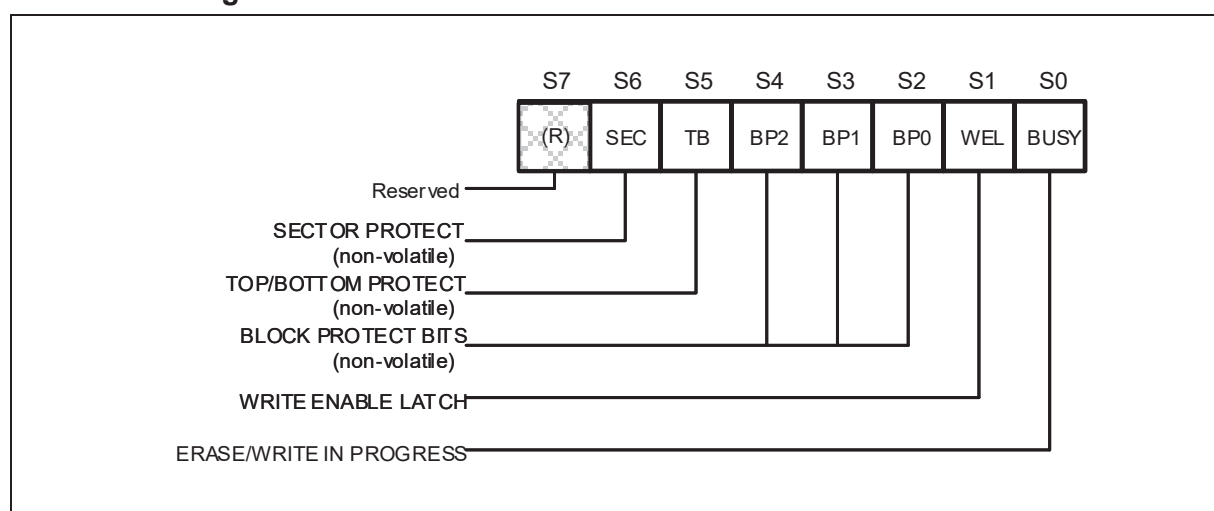 S7 S6 S5 S4 S3 S2 S1 S0
(R) SEC TB BP2 BP1 BP0 WEL BUSY
Reserved
SECTOR PROTECT
(non-volatile)
TOP/BOTTOM PROTECT
(non-volatile)
BLOCK PROTECT BITS
(non-volatile)
WRITE ENABLE LATCH
ERASE/WRITE IN PROGRESS